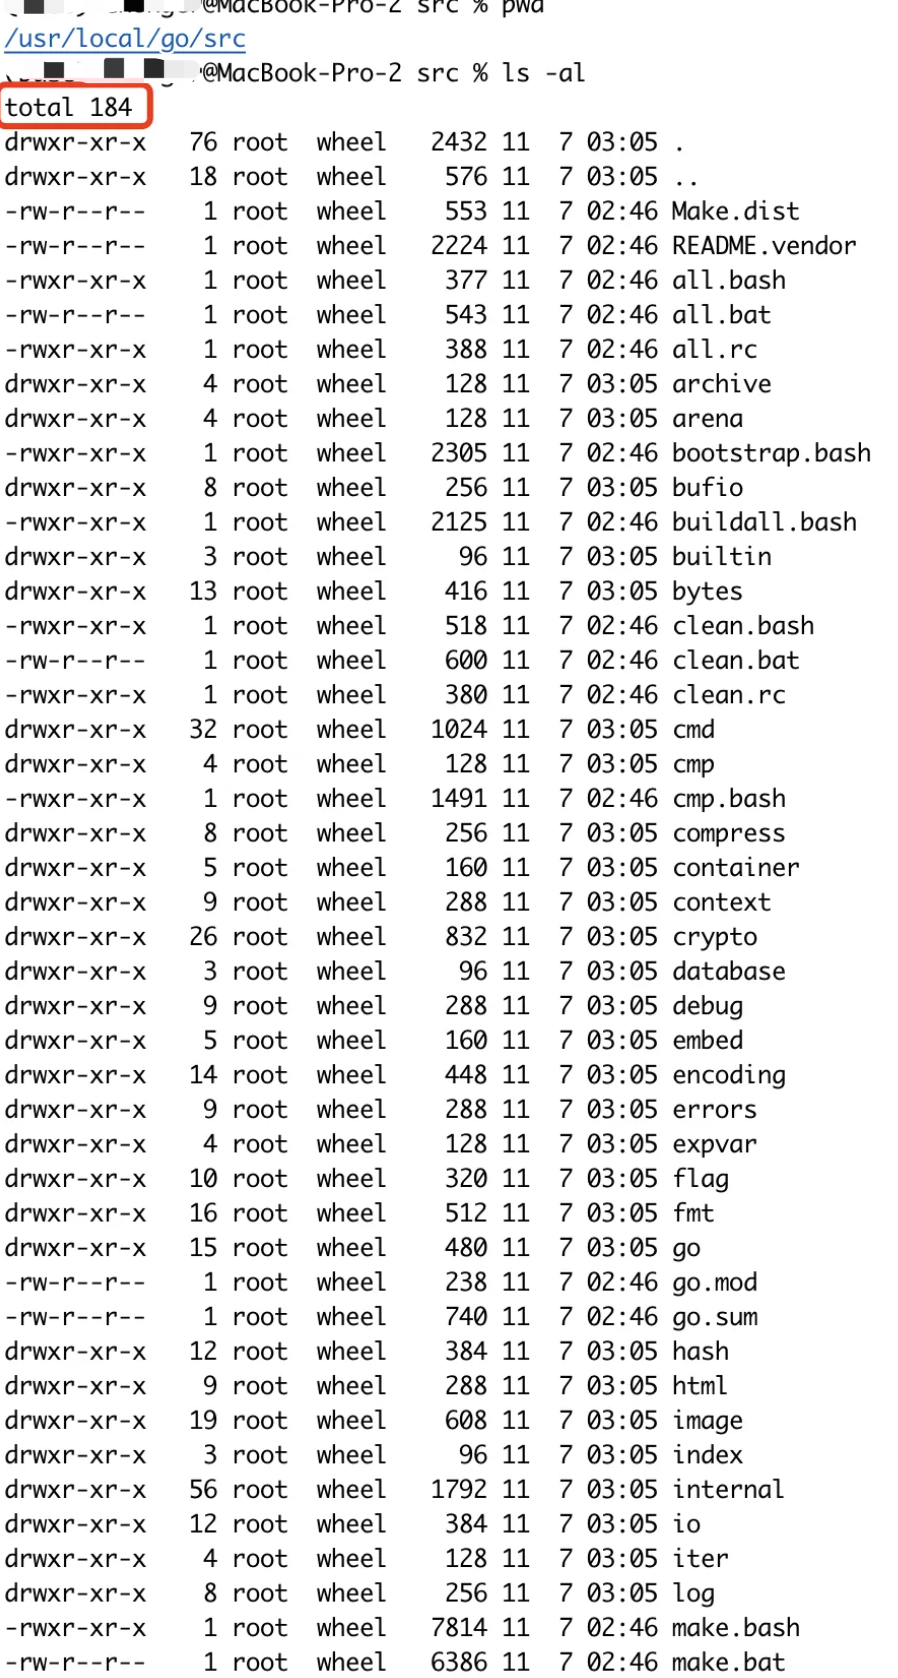 @MacBook-Pro-2 src % pwd
/usr/local/go/src
@MacBook-Pro-2 src % ls -al
total 184
drwxr-xr-x   76 root  wheel   2432 11  7 03:05 .
drwxr-xr-x   18 root  wheel    576 11  7 03:05 ..
-rw-r--r--    1 root  wheel    553 11  7 02:46 Make.dist
-rw-r--r--    1 root  wheel   2224 11  7 02:46 README.vendor
-rwxr-xr-x    1 root  wheel    377 11  7 02:46 all.bash
-rw-r--r--    1 root  wheel    543 11  7 02:46 all.bat
-rwxr-xr-x    1 root  wheel    388 11  7 02:46 all.rc
drwxr-xr-x    4 root  wheel    128 11  7 03:05 archive
drwxr-xr-x    4 root  wheel    128 11  7 03:05 arena
-rwxr-xr-x    1 root  wheel   2305 11  7 02:46 bootstrap.bash
drwxr-xr-x    8 root  wheel    256 11  7 03:05 bufio
-rwxr-xr-x    1 root  wheel   2125 11  7 02:46 buildall.bash
drwxr-xr-x    3 root  wheel     96 11  7 03:05 builtin
drwxr-xr-x   13 root  wheel    416 11  7 03:05 bytes
-rwxr-xr-x    1 root  wheel    518 11  7 02:46 clean.bash
-rw-r--r--    1 root  wheel    600 11  7 02:46 clean.bat
-rwxr-xr-x    1 root  wheel    380 11  7 02:46 clean.rc
drwxr-xr-x   32 root  wheel   1024 11  7 03:05 cmd
drwxr-xr-x    4 root  wheel    128 11  7 03:05 cmp
-rwxr-xr-x    1 root  wheel   1491 11  7 02:46 cmp.bash
drwxr-xr-x    8 root  wheel    256 11  7 03:05 compress
drwxr-xr-x    5 root  wheel    160 11  7 03:05 container
drwxr-xr-x    9 root  wheel    288 11  7 03:05 context
drwxr-xr-x   26 root  wheel    832 11  7 03:05 crypto
drwxr-xr-x    3 root  wheel     96 11  7 03:05 database
drwxr-xr-x    9 root  wheel    288 11  7 03:05 debug
drwxr-xr-x    5 root  wheel    160 11  7 03:05 embed
drwxr-xr-x   14 root  wheel    448 11  7 03:05 encoding
drwxr-xr-x    9 root  wheel    288 11  7 03:05 errors
drwxr-xr-x    4 root  wheel    128 11  7 03:05 expvar
drwxr-xr-x   10 root  wheel    320 11  7 03:05 flag
drwxr-xr-x   16 root  wheel    512 11  7 03:05 fmt
drwxr-xr-x   15 root  wheel    480 11  7 03:05 go
-rw-r--r--    1 root  wheel    238 11  7 02:46 go.mod
-rw-r--r--    1 root  wheel    740 11  7 02:46 go.sum
drwxr-xr-x   12 root  wheel    384 11  7 03:05 hash
drwxr-xr-x    9 root  wheel    288 11  7 03:05 html
drwxr-xr-x   19 root  wheel    608 11  7 03:05 image
drwxr-xr-x    3 root  wheel     96 11  7 03:05 index
drwxr-xr-x   56 root  wheel   1792 11  7 03:05 internal
drwxr-xr-x   12 root  wheel    384 11  7 03:05 io
drwxr-xr-x    4 root  wheel    128 11  7 03:05 iter
drwxr-xr-x    8 root  wheel    256 11  7 03:05 log
-rwxr-xr-x    1 root  wheel   7814 11  7 02:46 make.bash
-rw-r--r--    1 root  wheel   6386 11  7 02:46 make.bat